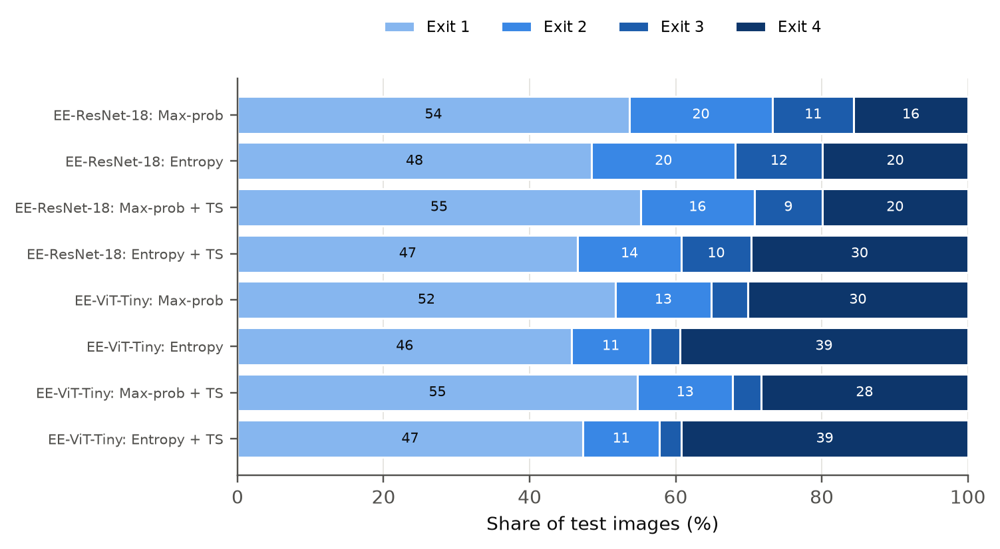 Exit 1 Exit 2 Exit 3 Exit 4
EE-ResNet-18: Max-prob 54 20 11 16
EE-ResNet-18: Entropy 48 20 12 20
EE-ResNet-18: Max-prob + TS 55 16 9 20
EE-ResNet-18: Entropy + TS 47 14 10 30
EE-ViT-Tiny: Max-prob 52 13 30
EE-ViT-Tiny: Entropy 46 11 39
EE-ViT-Tiny: Max-prob + TS 55 13 28
EE-ViT-Tiny: Entropy + TS 47 11 39
0 20 40 60 80 100
Share of test images (%)